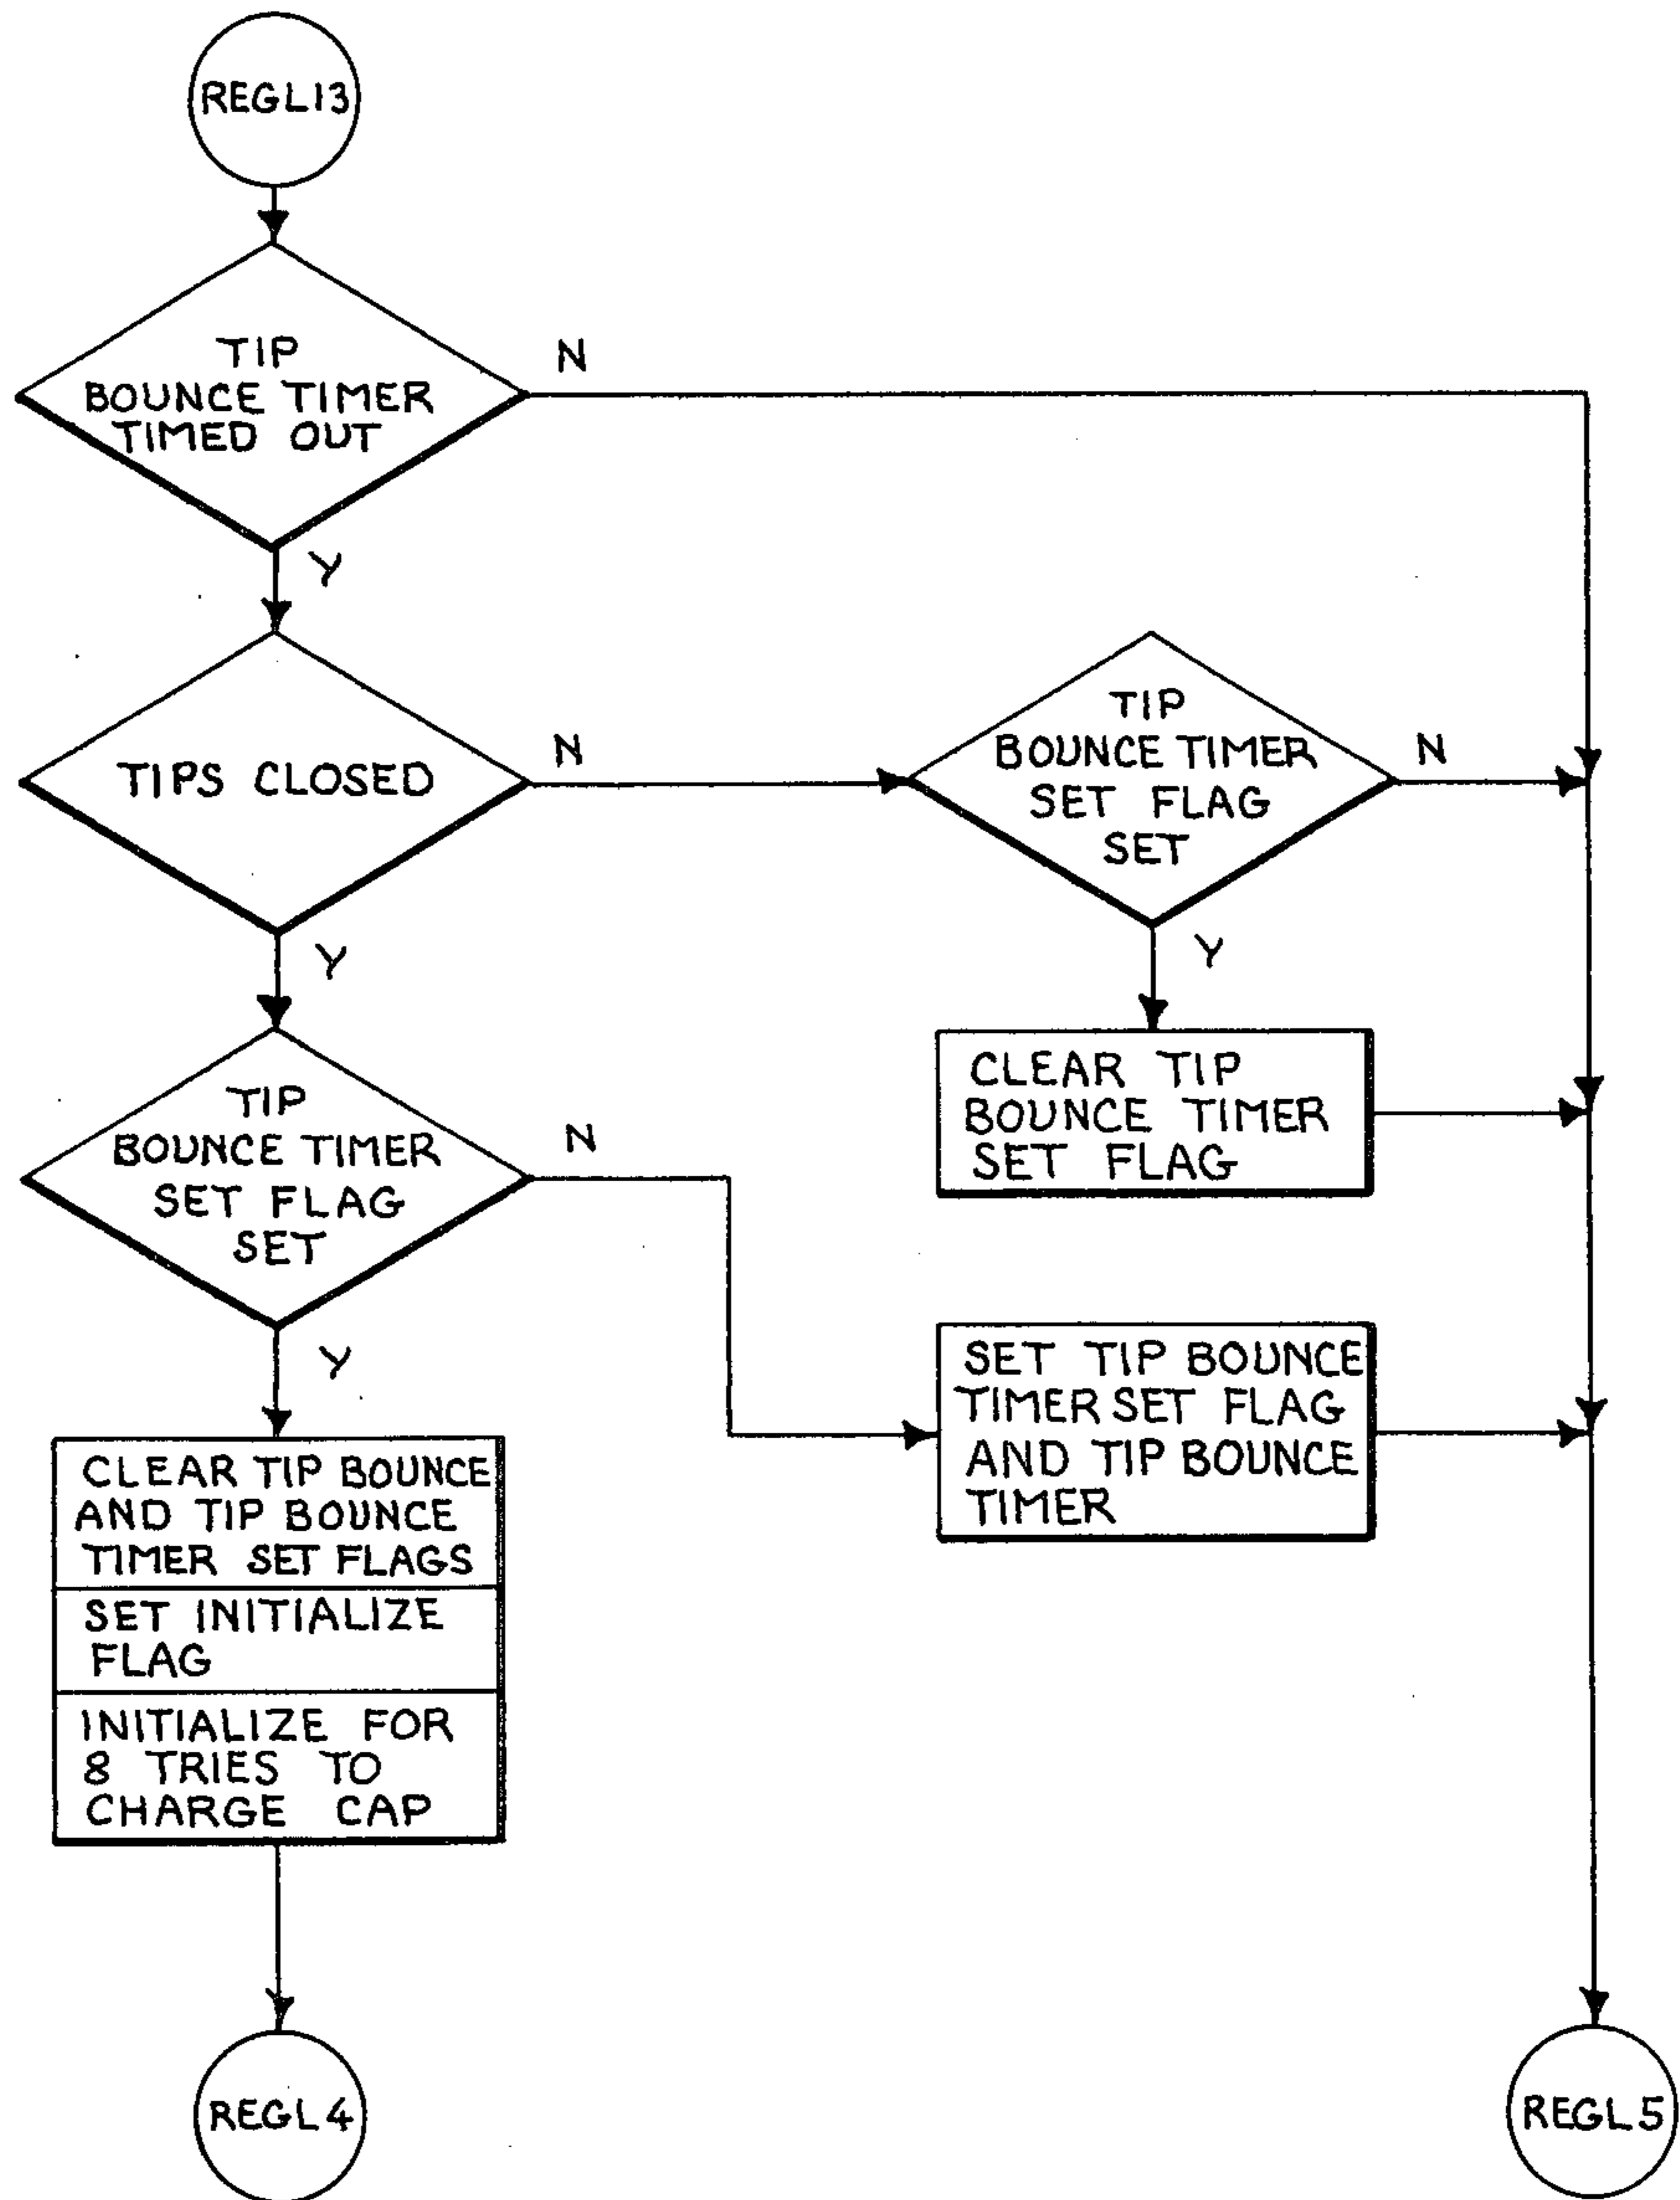 REGL13
TIP
BOUNCE TIMER
TIMED OUT
N
Y
TIPS CLOSED
N
TIP
BOUNCE TIMER
SET FLAG
SET
N
Y
Y
CLEAR TIP
BOUNCE TIMER
SET FLAG
TIP
BOUNCE TIMER
SET FLAG
SET
N
Y
SET TIP BOUNCE
TIMER SET FLAG
AND TIP BOUNCE
TIMER
CLEAR TIP BOUNCE
AND TIP BOUNCE
TIMER SET FLAGS
SET INITIALIZE
FLAG
INITIALIZE FOR
8 TRIES TO
CHARGE CAP
REGL4
REGL5